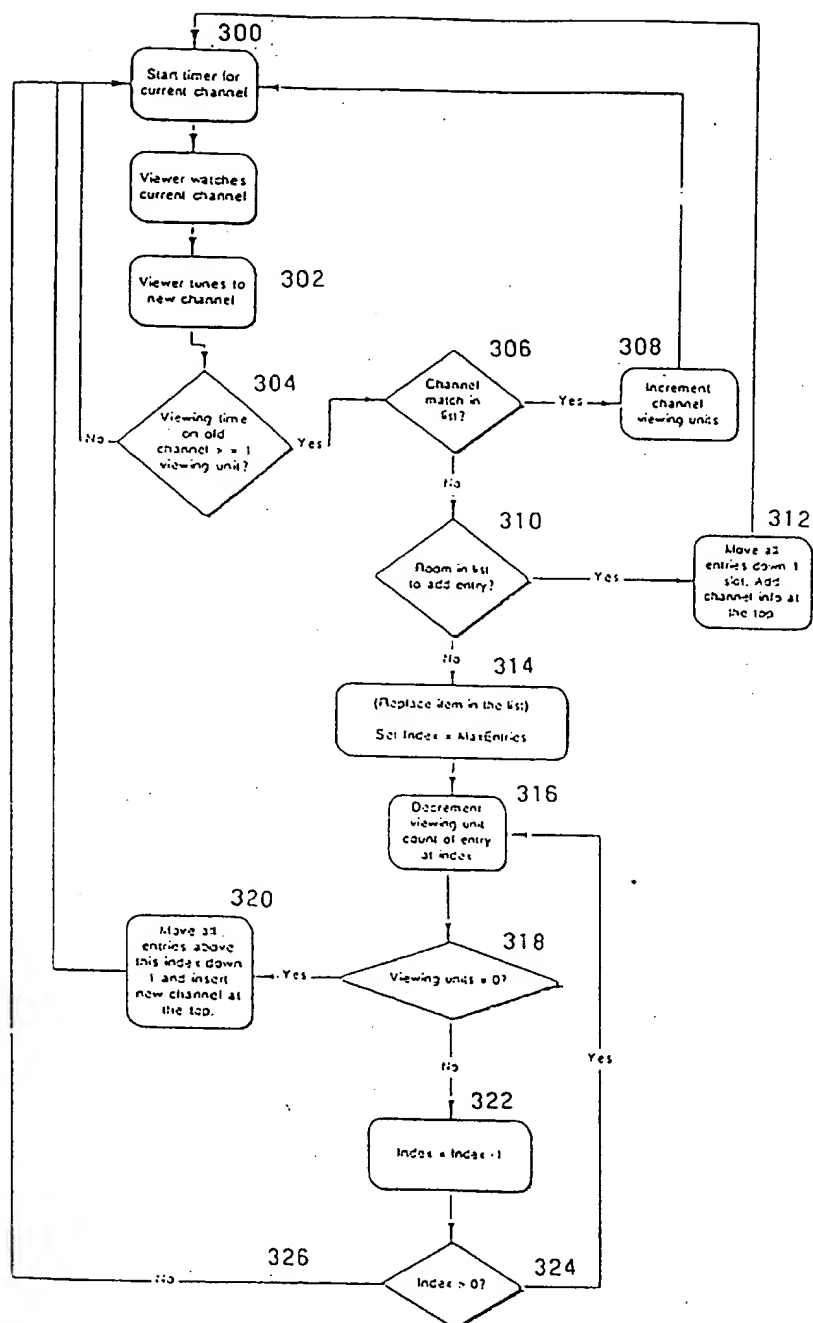 300
Start timer for
current channel
Viewer watches
current channel
Viewer tunes to
new channel
302
304
Viewing time
on old
channel > = 1
viewing unit?
No
Yes
306
Channel
match in
list?
Yes
308
Increment
channel
viewing units
No
310
Room in list
to add entry?
Yes
312
Move all
entries down 1
slot. Add
channel info at
the top
No
314
(Replace item in the list)
Set Index = MaxEntries
316
Decrement
viewing unit
count of entry
at index
320
Move all
entries above
this index down
1 and insert
new channel at
the top.
Yes
318
Viewing units = 0?
No
Yes
322
Index = Index -1
326
No
Index > 0?
324